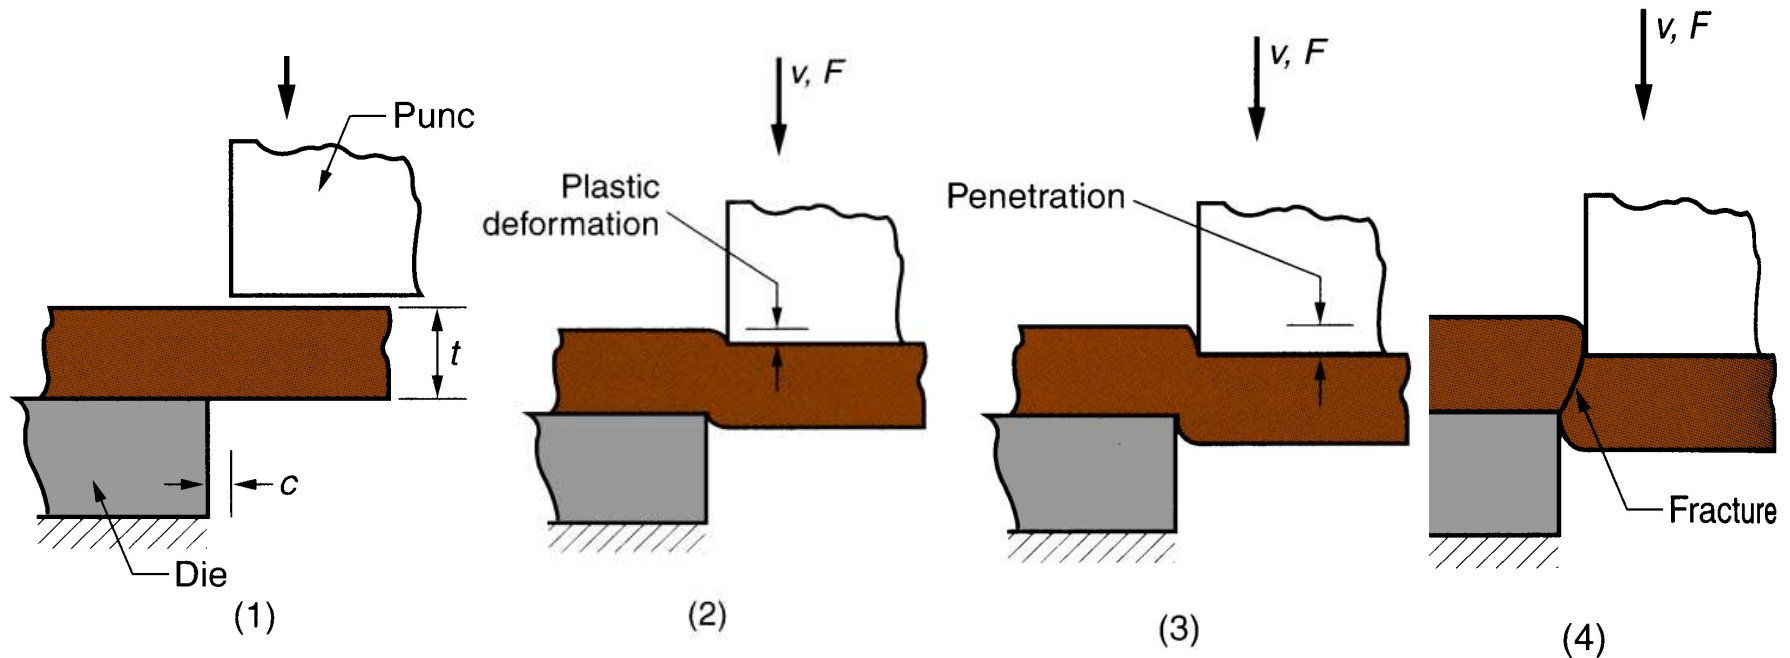 Punc
t
c
Die
(1)
v, F
Plastic
deformation
(2)
v, F
Penetration
(3)
v, F
Fracture
(4)